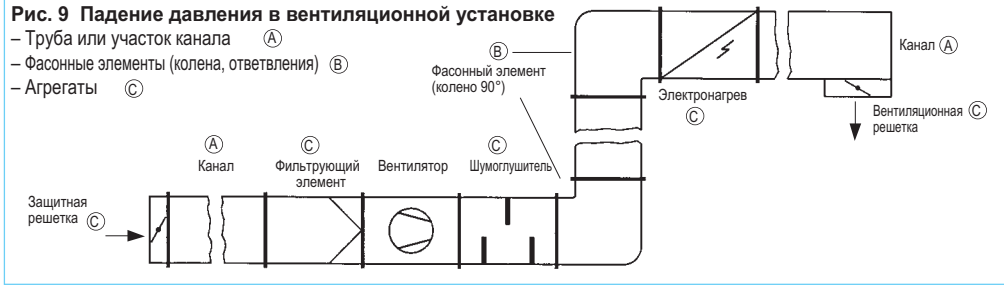 Рис. 9 Падение давления в вентиляционной установке
– Труба или участок канала Ⓐ
– Фасонные элементы (колена, ответвления) Ⓑ
– Агрегаты Ⓒ
Ⓑ
Фасонный элемент
(колено 90°)
Канал Ⓐ
Электронагрев
Ⓒ
Вентиляционная Ⓒ
решетка
Ⓐ
Канал
Ⓒ
Фильтрующий
элемент
Вентилятор
Ⓒ
Шумоглушитель
Защитная
решетка Ⓒ